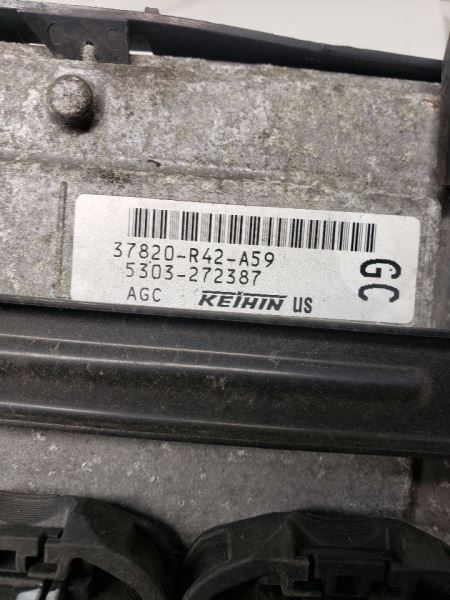 37820-R42-A59
5303-272387
AGC KEIHIN US
GC